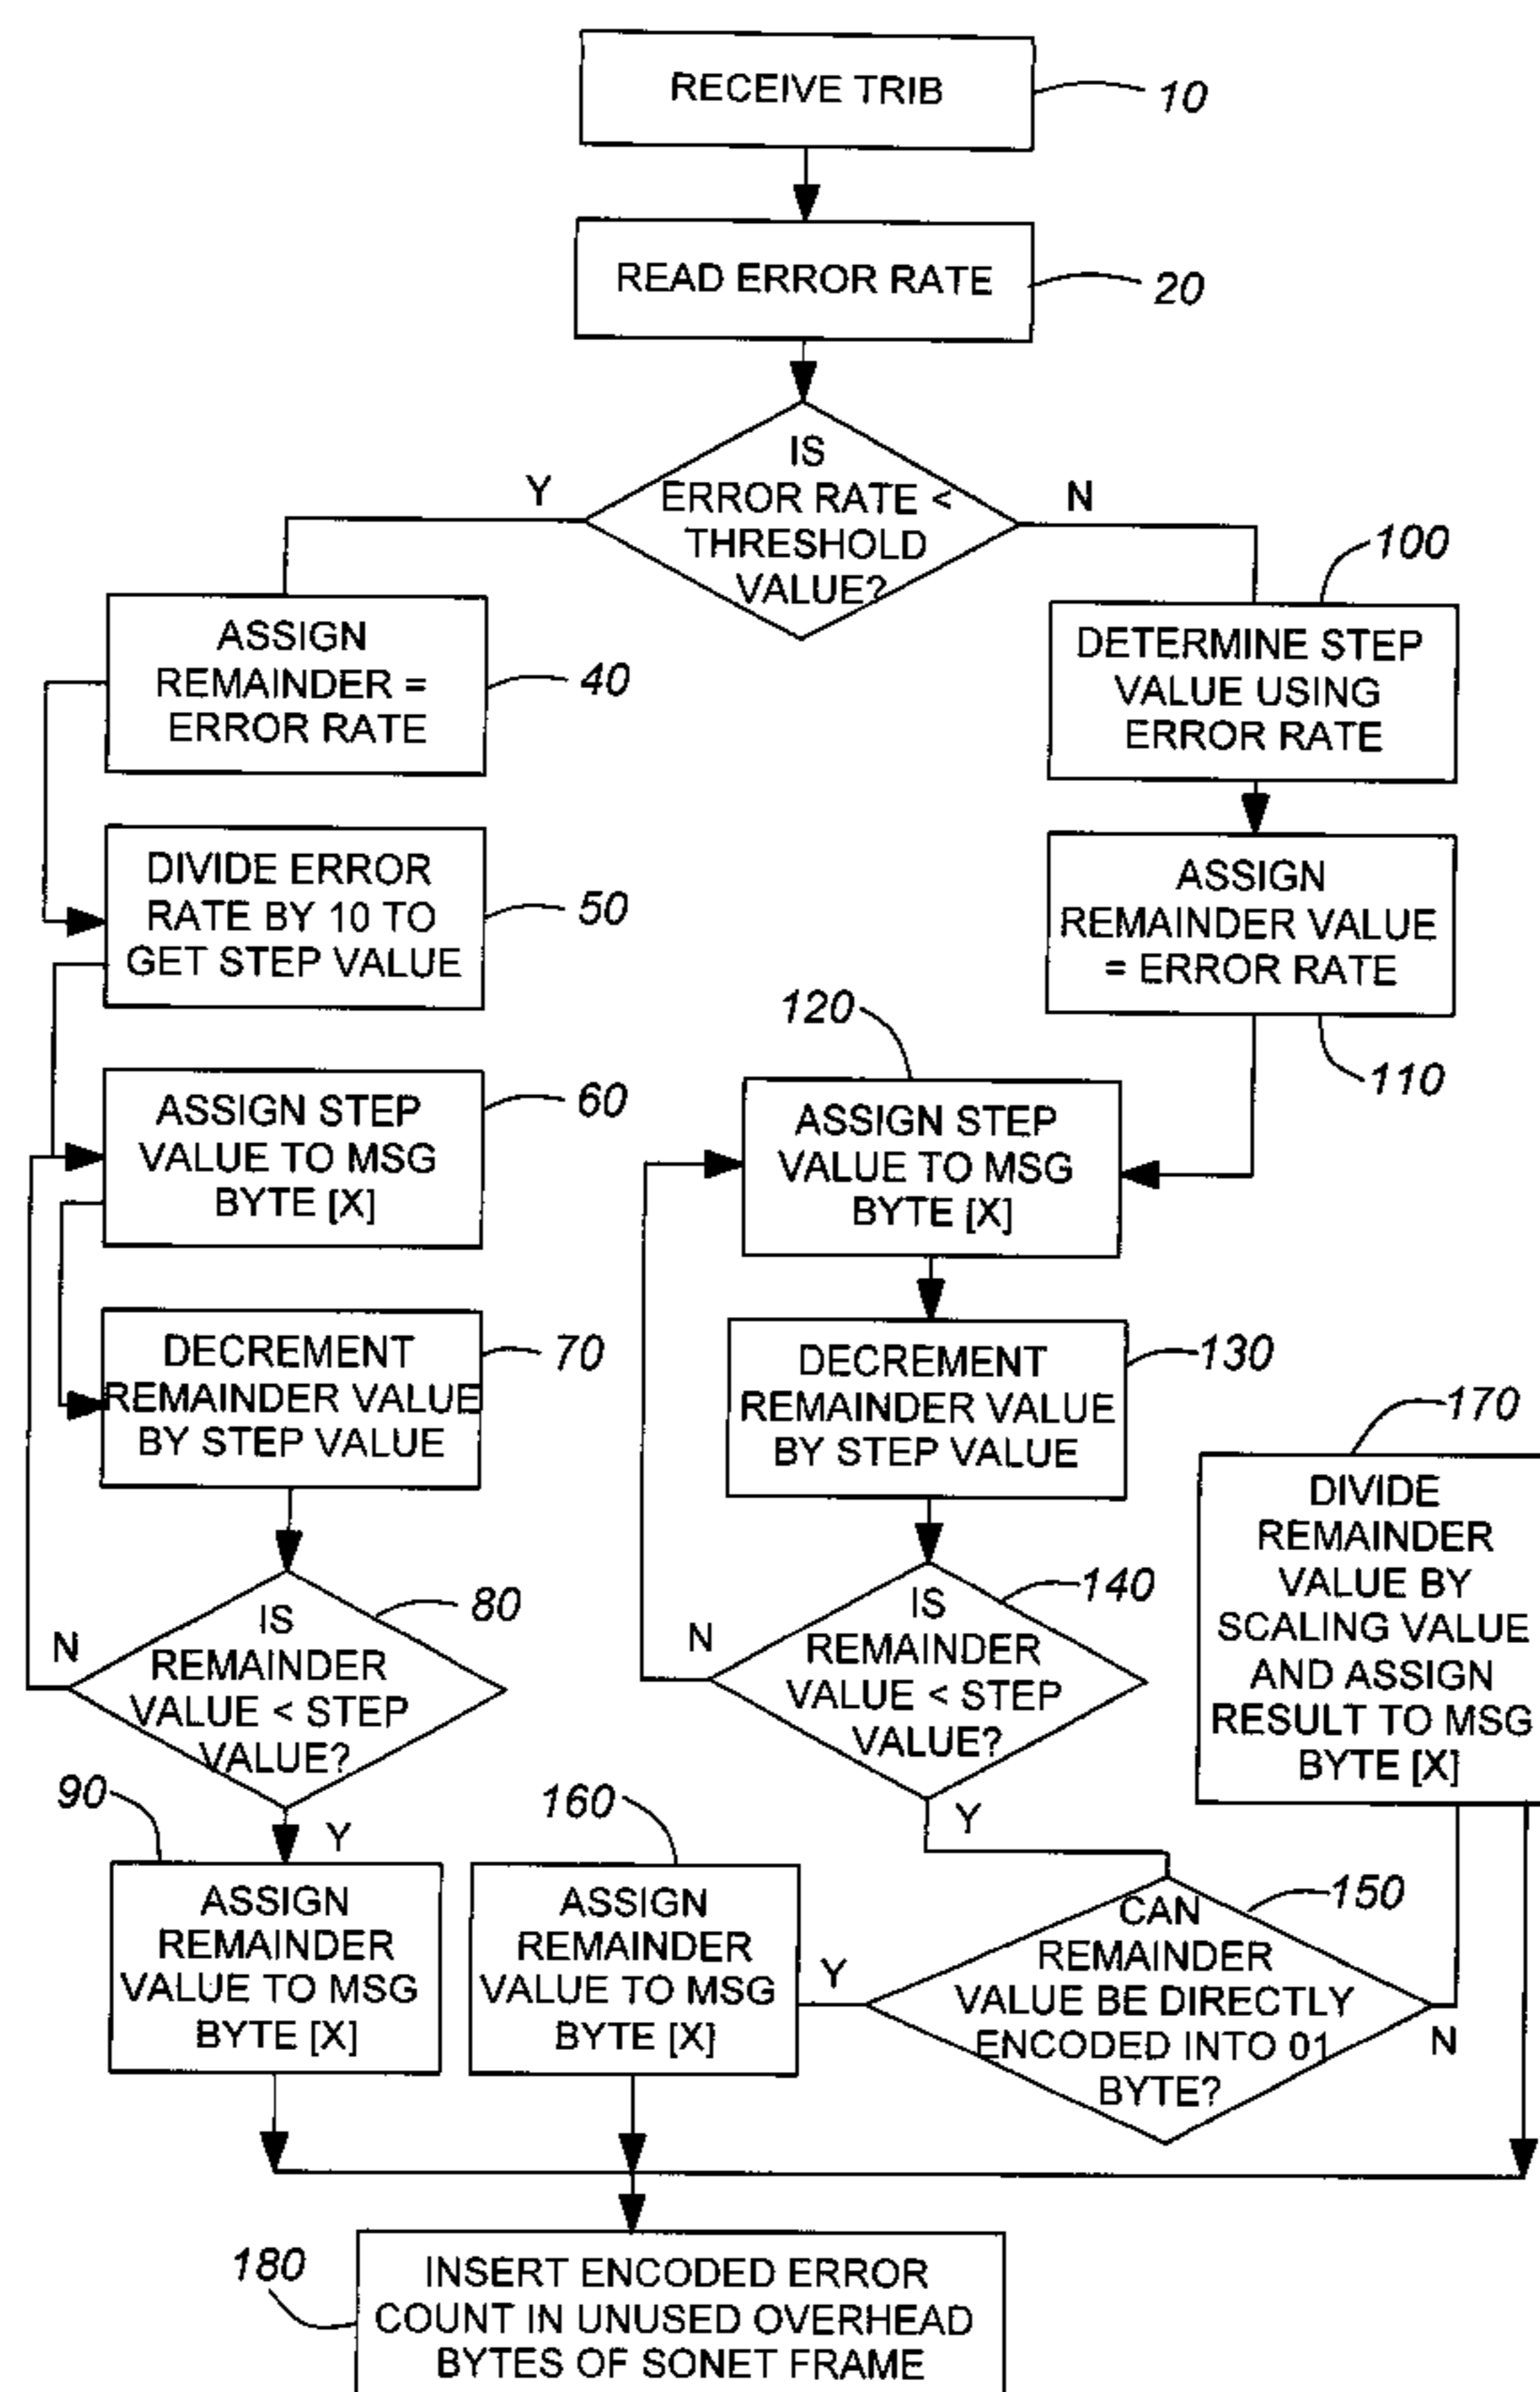 RECEIVE TRIB
10
READ ERROR RATE
20
IS
ERROR RATE <
THRESHOLD
VALUE?
Y
N
ASSIGN
REMAINDER =
ERROR RATE
40
100
DETERMINE STEP
VALUE USING
ERROR RATE
DIVIDE ERROR
RATE BY 10 TO
GET STEP VALUE
50
ASSIGN
REMAINDER VALUE
= ERROR RATE
110
ASSIGN STEP
VALUE TO MSG
BYTE [X]
60
120
ASSIGN STEP
VALUE TO MSG
BYTE [X]
DECREMENT
REMAINDER VALUE
BY STEP VALUE
70
DECREMENT
REMAINDER VALUE
BY STEP VALUE
130
170
DIVIDE
REMAINDER
VALUE BY
SCALING VALUE
AND ASSIGN
RESULT TO MSG
BYTE [X]
IS
REMAINDER
VALUE < STEP
VALUE?
80
N
Y
IS
REMAINDER
VALUE < STEP
VALUE?
140
N
Y
90
ASSIGN
REMAINDER
VALUE TO MSG
BYTE [X]
160
ASSIGN
REMAINDER
VALUE TO MSG
BYTE [X]
Y
CAN
REMAINDER
VALUE BE DIRECTLY
ENCODED INTO 01
BYTE?
150
N
180
INSERT ENCODED ERROR
COUNT IN UNUSED OVERHEAD
BYTES OF SONET FRAME